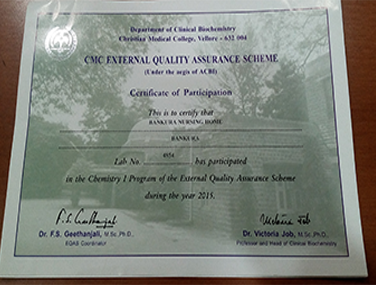 Department of Clinical Biochemistry
Christian Medical College, Vellore - 632 004
CMC EXTERNAL QUALITY ASSURANCE SCHEME
(Under the aegis of ACBI)
Certificate of Participation
This is to certify that
BANKURA NURSING HOME
BANKURA
Lab No. 4954 has participated
in the Chemistry I Program of the External Quality Assurance Scheme
during the year 2015.
F.S. Geethanjali Victoria Job
Dr. F.S. Geethanjali, M.Sc.,Ph.D., Dr. Victoria Job, M.Sc.,Ph.D.,
EQAS Coordinator Professor and Head of Clinical Biochemistry